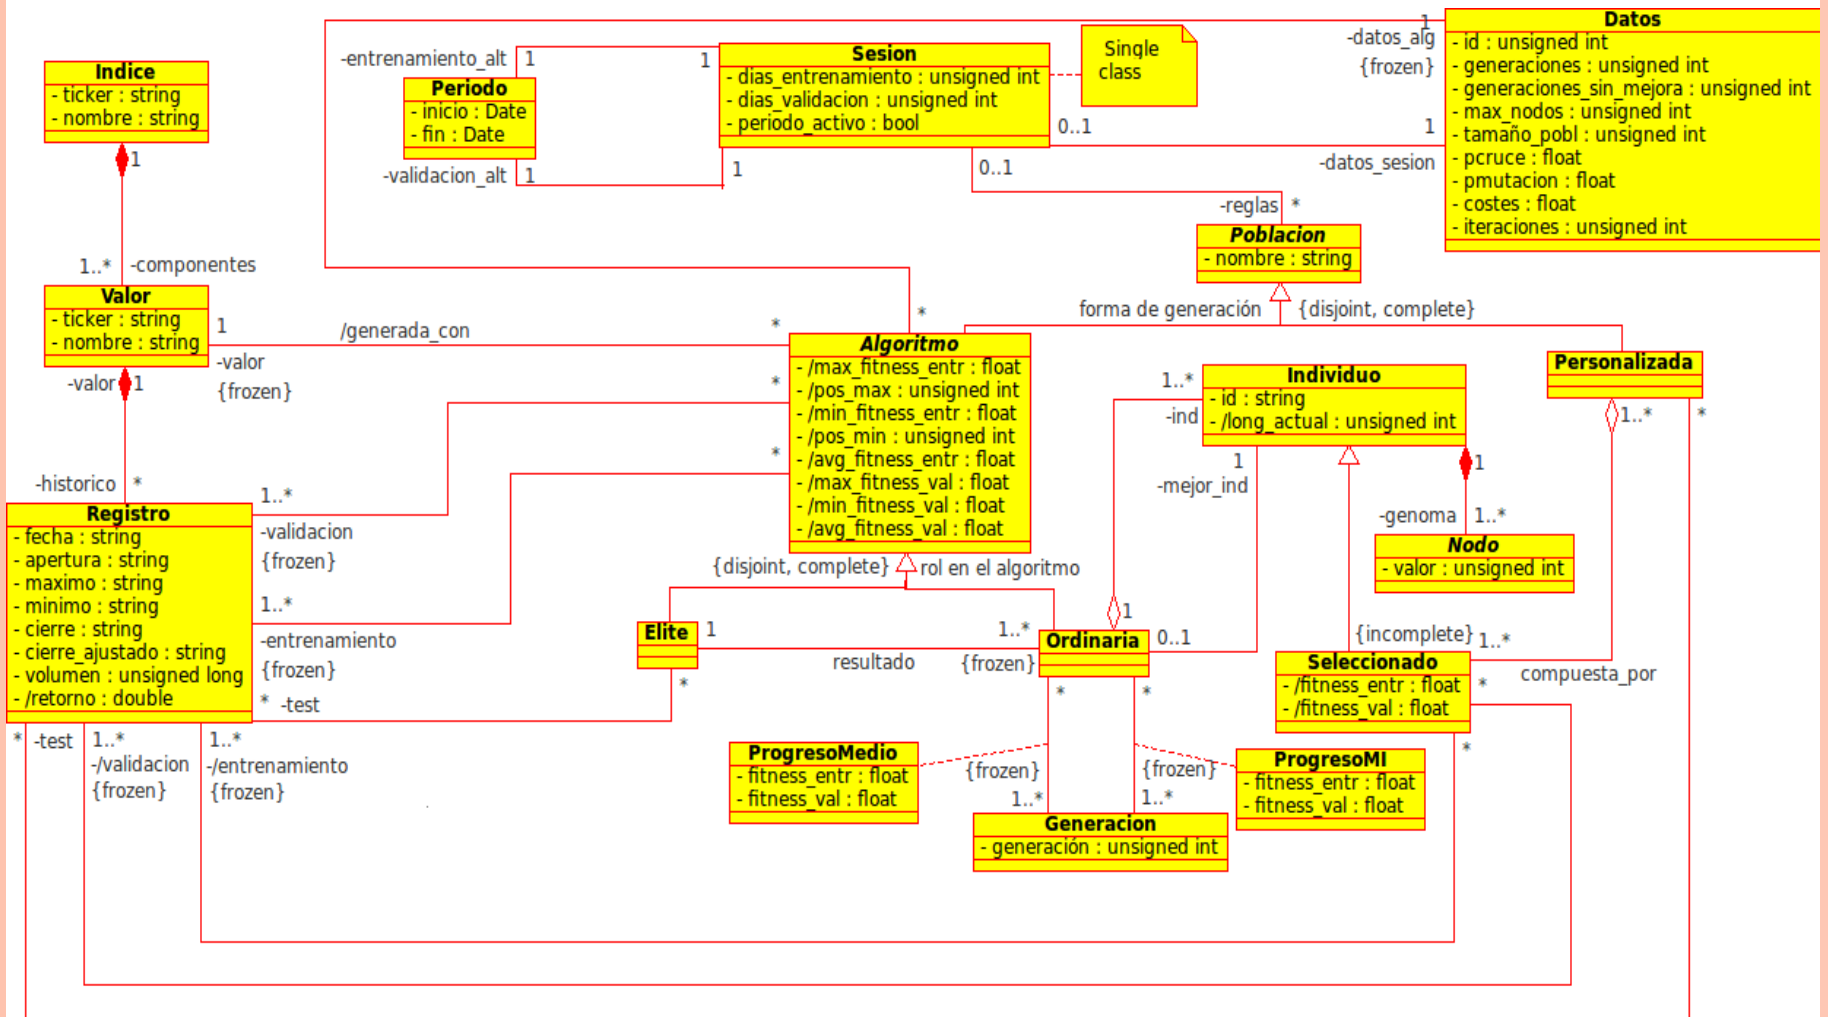 Indice
- ticker : string
- nombre : string
1
1..*
-componentes
Valor
- ticker : string
- nombre : string
1
/generada_con
*
-valor
{frozen}
-valor
1
-historico
*
Registro
- fecha : string
- apertura : string
- maximo : string
- minimo : string
- cierre : string
- cierre_ajustado : string
- volumen : unsigned long
- /retorno : double
1..*
-validacion
{frozen}
*
1..*
-entrenamiento
{frozen}
*
* -test
*
* -test
1..*
-/validacion
{frozen}
1..*
-/entrenamiento
{frozen}
-entrenamiento_alt
1
1
Periodo
- inicio : Date
- fin : Date
-validacion_alt
1
1
Sesion
- dias_entrenamiento : unsigned int
- dias_validacion : unsigned int
- periodo_activo : bool
Single
class
0..1
1
-datos_sesion
1
-datos_alg
{frozen}
*
Datos
- id : unsigned int
- generaciones : unsigned int
- generaciones_sin_mejora : unsigned int
- max_nodos : unsigned int
- tamaño_pobl : unsigned int
- pcruce : float
- pmutacion : float
- costes : float
- iteraciones : unsigned int
0..1
-reglas
*
Poblacion
- nombre : string
forma de generación
{disjoint, complete}
Algoritmo
- /max_fitness_entr : float
- /pos_max : unsigned int
- /min_fitness_entr : float
- /pos_min : unsigned int
- /avg_fitness_entr : float
- /max_fitness_val : float
- /min_fitness_val : float
- /avg_fitness_val : float
{disjoint, complete}
rol en el algoritmo
Elite
1
resultado
1..*
{frozen}
Ordinaria
1
1..*
-ind
0..1
1
-mejor_ind
Individuo
- id : string
- /long_actual : unsigned int
1
-genoma
1..*
Nodo
- valor : unsigned int
Personalizada
1..*
*
{incomplete}
1..*
compuesta_por
Seleccionado
- /fitness_entr : float
- /fitness_val : float
*
*
*
*
ProgresoMedio
- fitness_entr : float
- fitness_val : float
{frozen}
1..*
{frozen}
1..*
ProgresoMI
- fitness_entr : float
- fitness_val : float
Generacion
- generación : unsigned int